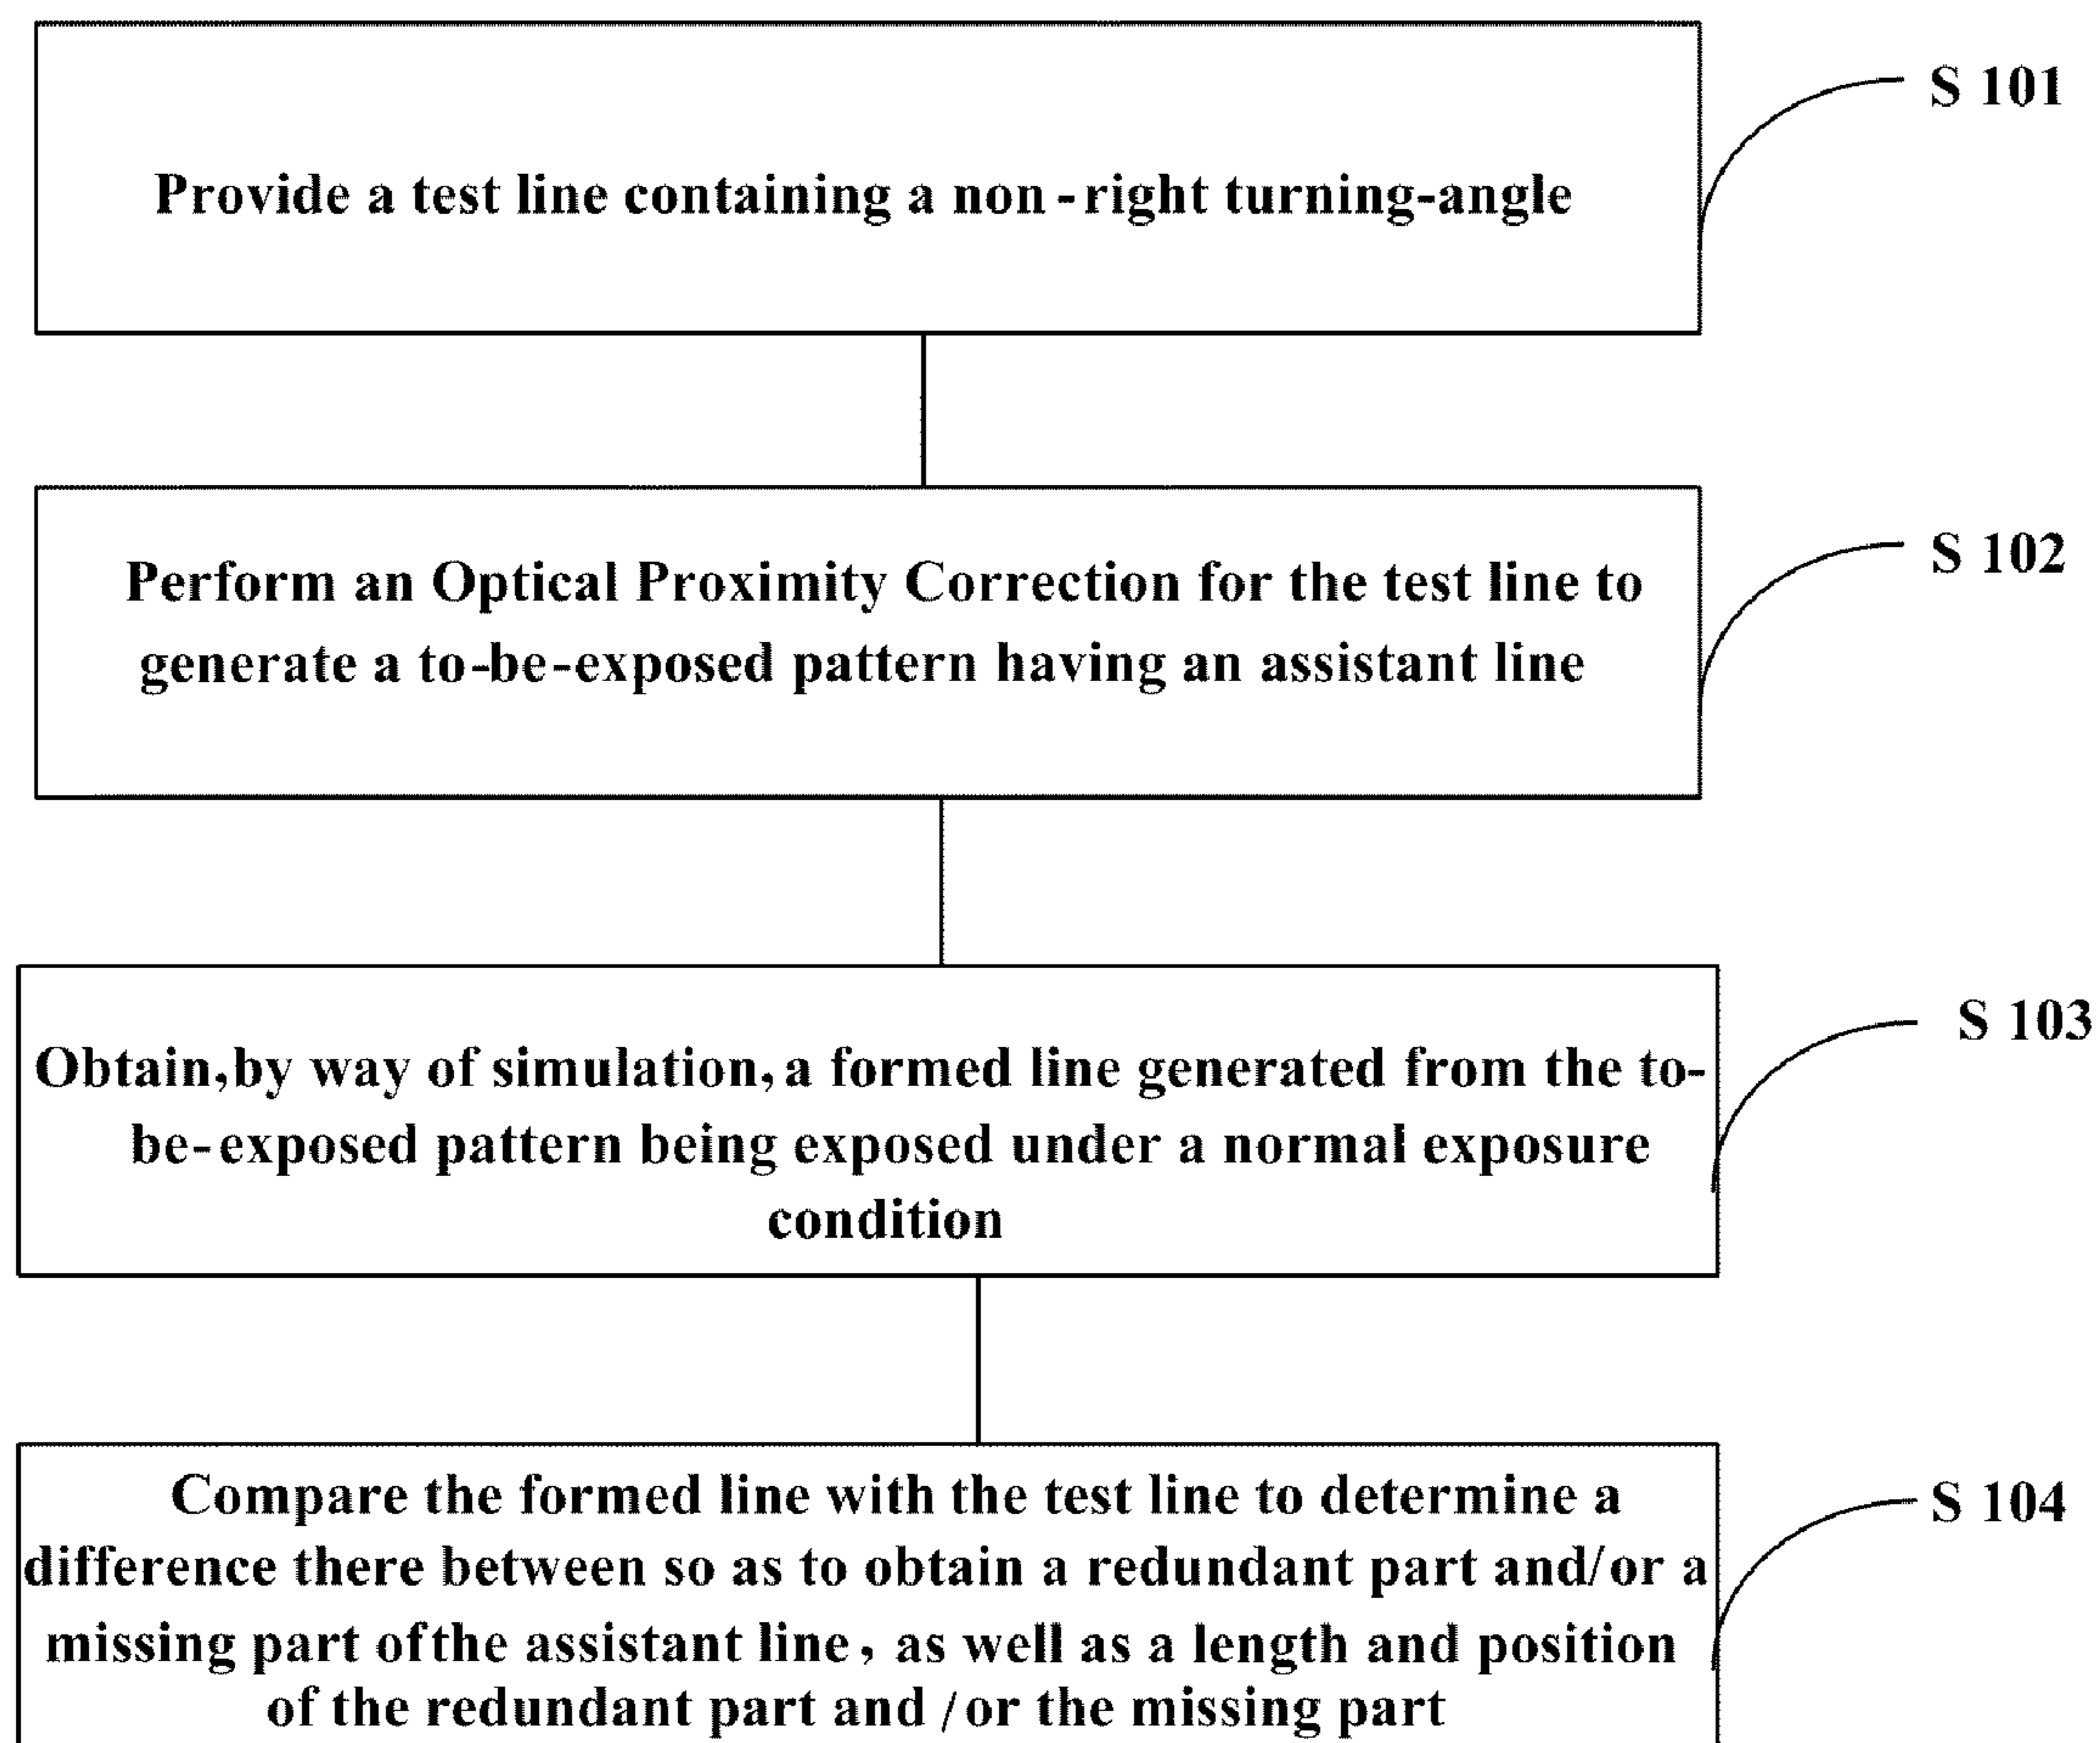 S 101
Provide a test line containing a non-right turning-angle
S 102
Perform an Optical Proximity Correction for the test line to
generate a to-be-exposed pattern having an assistant line
S 103
Obtain,by way of simulation, a formed line generated from the to-
be-exposed pattern being exposed under a normal exposure
condition
S 104
Compare the formed line with the test line to determine a
difference there between so as to obtain a redundant part and/or a
missing part ofthe assistant line, as well as a length and position
of the redundant part and /or the missing part